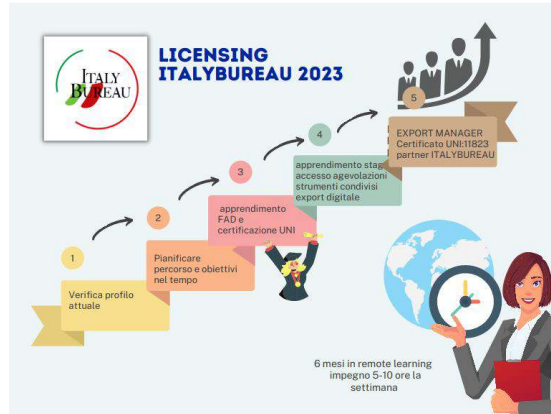 ITALY
BUREAU
LICENSING
ITALYBUREAU 2023
5
EXPORT MANAGER
Certificato UNI:11823
partner ITALYBUREAU
4
apprendimento stag
accesso agevolazioni
strumenti condivisi
export digitale
3
apprendimento
FAD e
certificazione UNI
2
Pianificare
percorso e obiettivi
nel tempo
1
Verifica profilo
attuale
6 mesi in remote learning
impegno 5-10 ore la
settimana